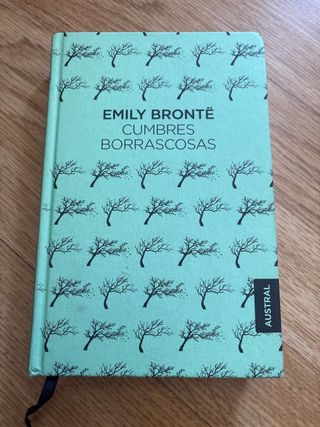 EMILY BRONTË
CUMBRES
BORRASCOSAS
AUSTRAL